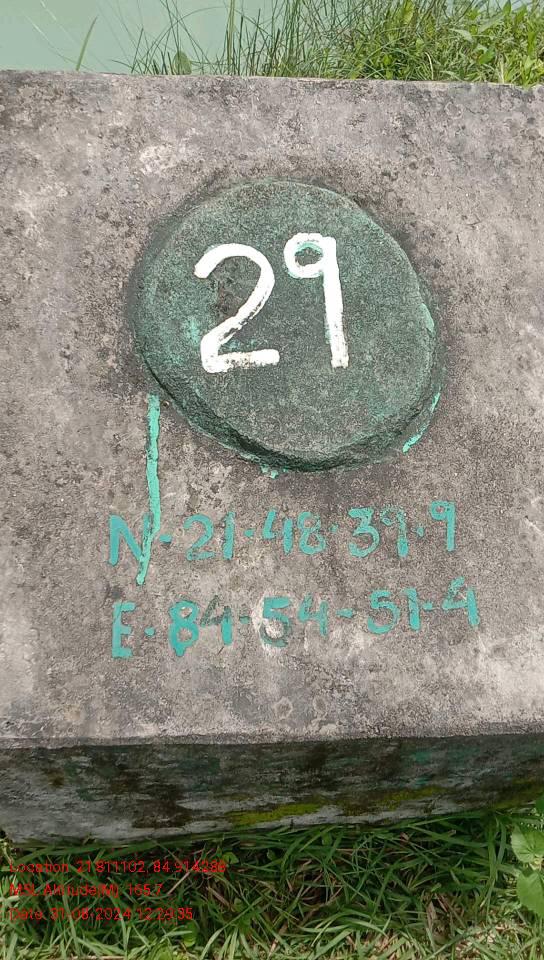 29
N-21-48-39.9
E-84-54-51.4
Location: 21.811102, 84.914286
MSL Altitude(M): 165.7
Date: 31-08-2024 12:29:35